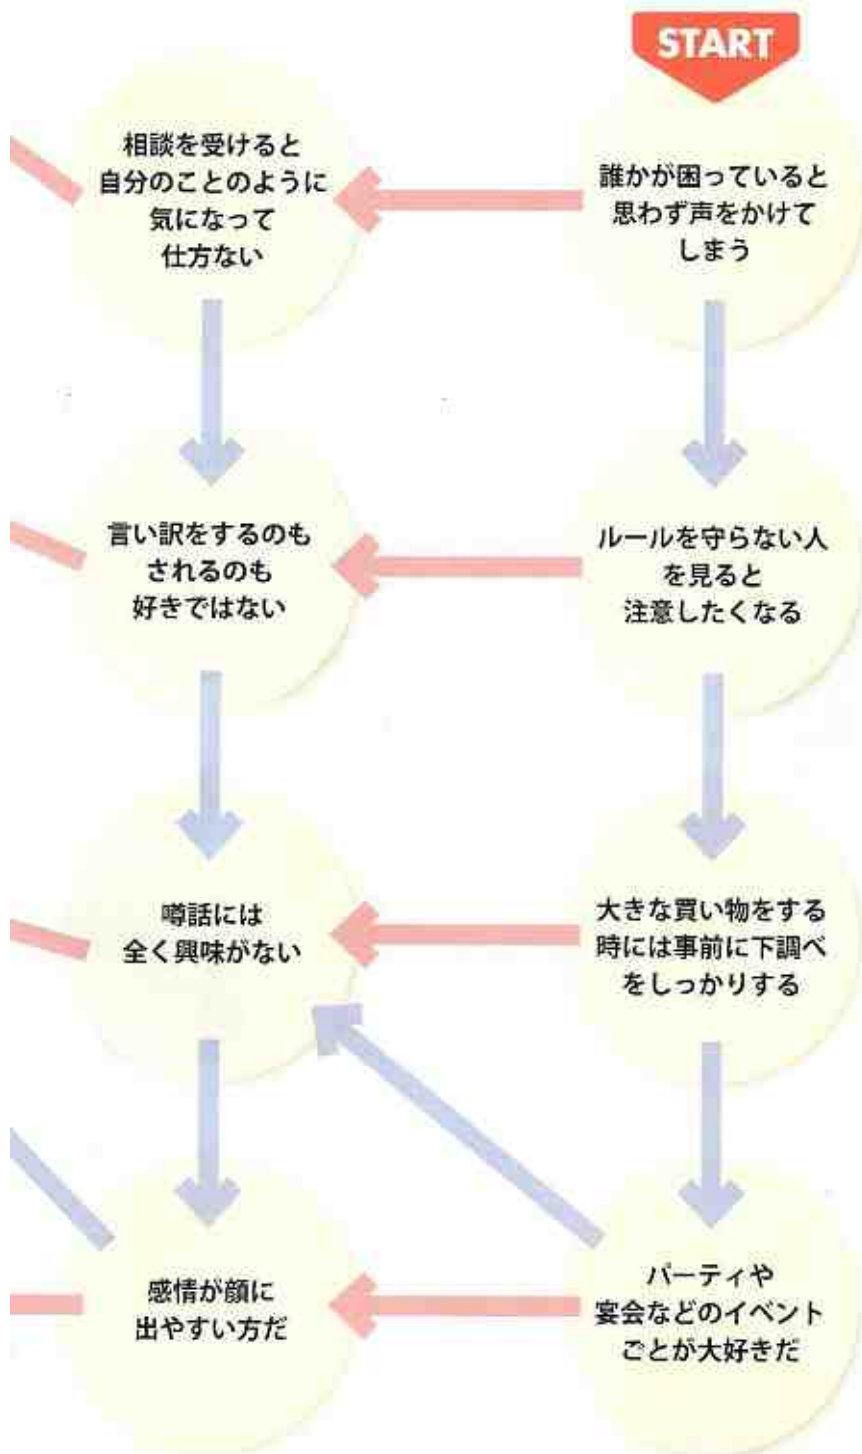 START
誰かが困っていると
思わず声をかけて
しまう
相談を受けると
自分のことのように
気になって
仕方ない
ルールを守らない人
を見ると
注意したくなる
言い訳をするのも
されるのも
好きではない
大きな買い物をする
時には事前に下調べ
をしっかりする
噂話には
全く興味がない
パーティや
宴会などのイベント
ごとが大好きだ
感情が顔に
出やすい方だ